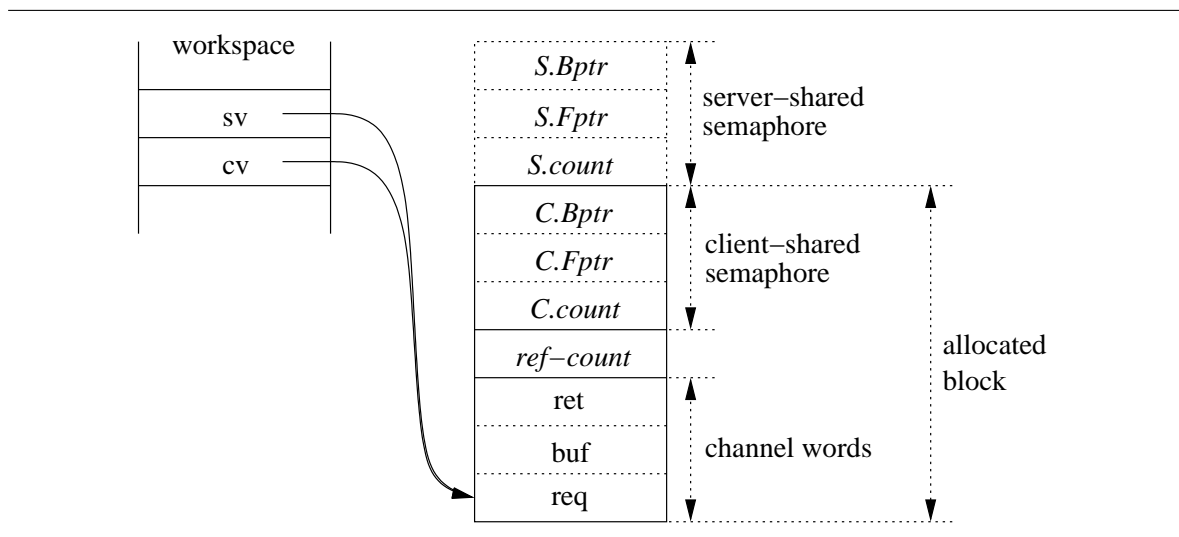 workspace
sv
cv
S.Bptr
S.Fptr
S.count
C.Bptr
C.Fptr
C.count
ref−count
ret
buf
req
server−shared
semaphore
client−shared
semaphore
channel words
allocated
block